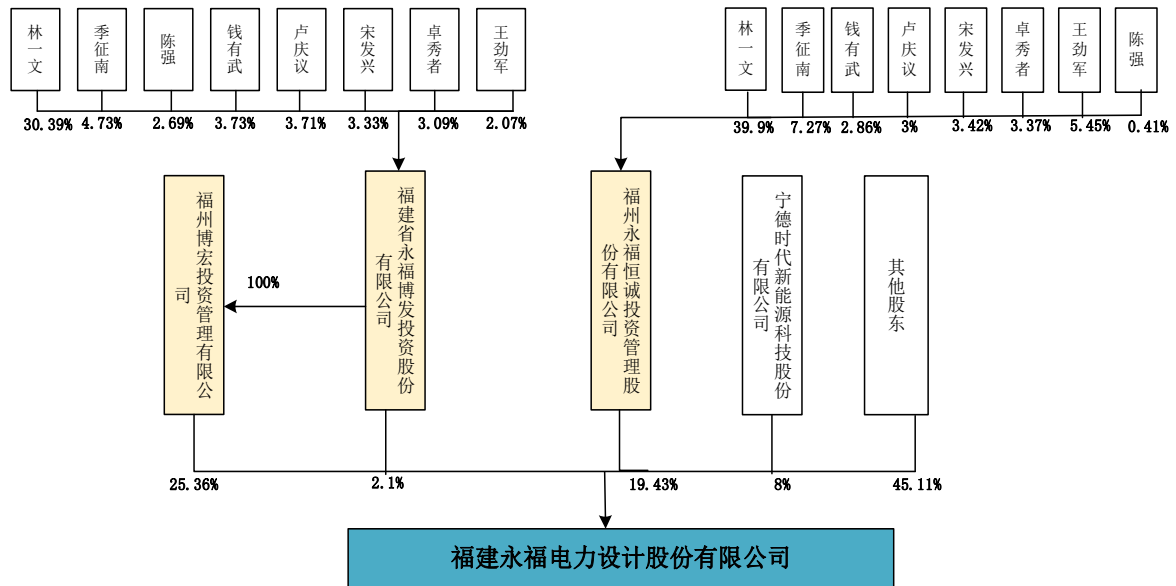 林一文
季征南
陈强
钱有武
卢庆议
宋发兴
卓秀者
王劲军
林一文
季征南
钱有武
卢庆议
宋发兴
卓秀者
王劲军
陈强
30.39%
4.73%
2.69%
3.73%
3.71%
3.33%
3.09%
2.07%
39.9%
7.27%
2.86%
3%
3.42%
3.37%
5.45%
0.41%
福州博宏投资管理有限公
司
100%
福建省永福博发投资股份
有限公司
福州永福恒诚投资管理股
份有限公司
宁德时代新能源科技股份
有限公司
其他股东
25.36%
2.1%
19.43%
8%
45.11%
福建永福电力设计股份有限公司